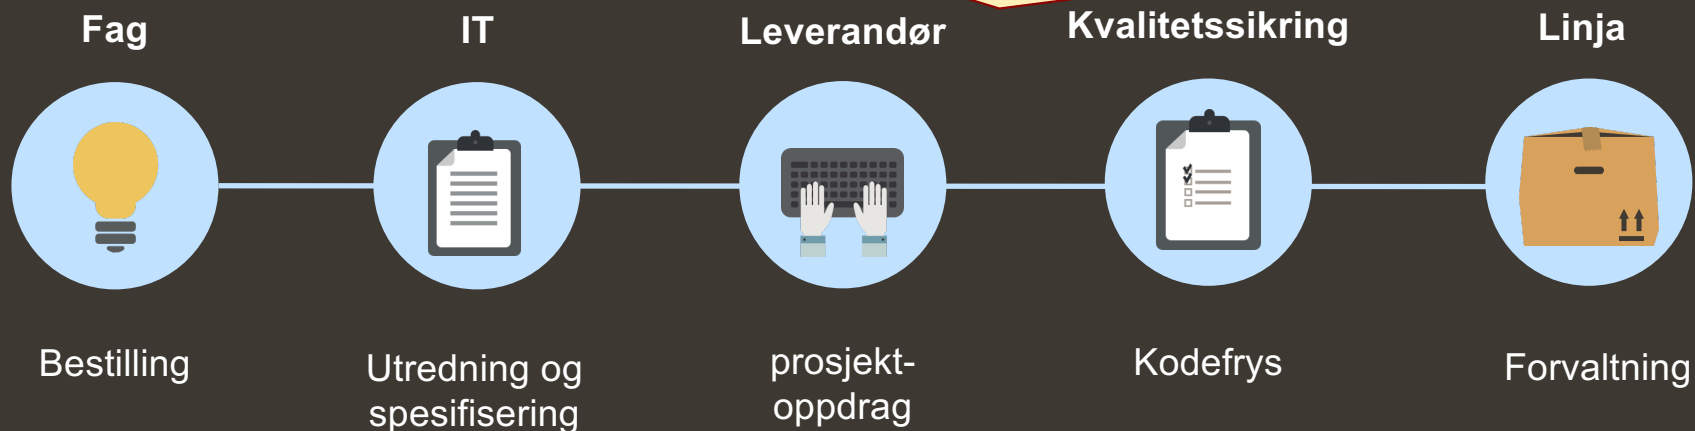 Fag
IT
Leverandør
Kvalitetssikring
Linja
Bestilling
Utredning og
spesifisering
prosjekt-
oppdrag
Kodefrys
Forvaltning